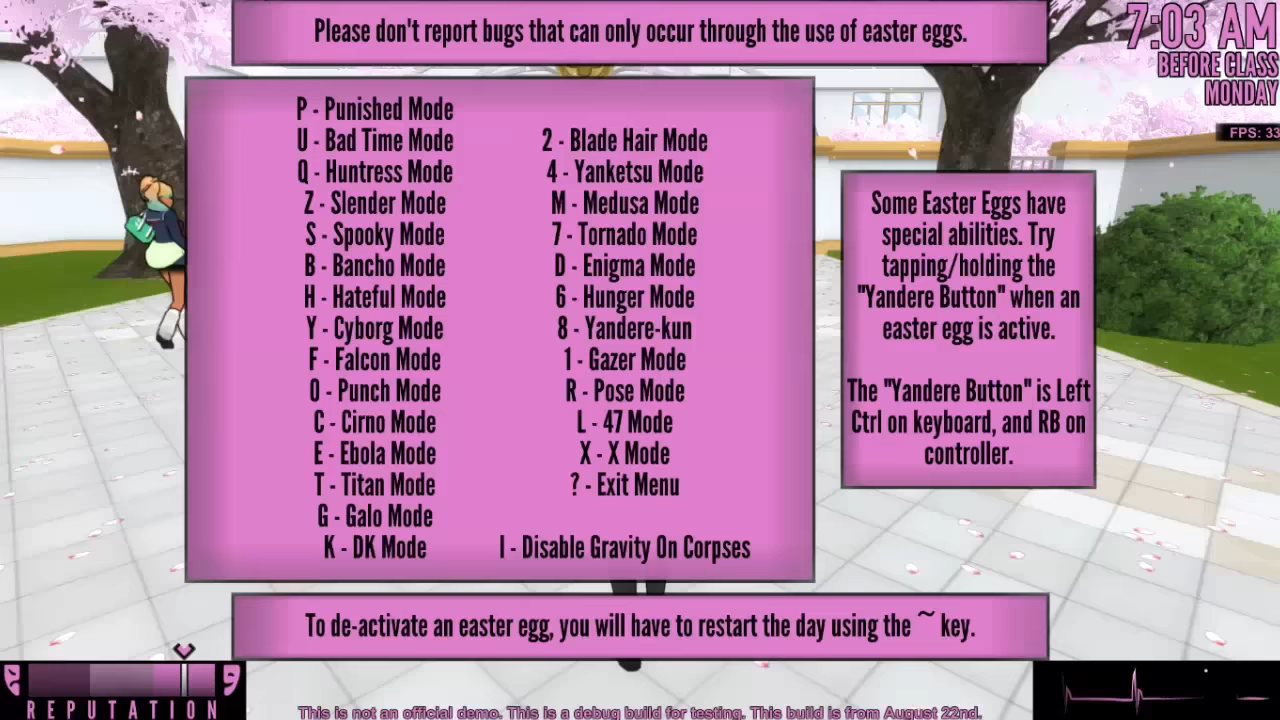 Please don't report bugs that can only occur through the use of easter eggs.
7:03 AM
BEFORE CLASS
MONDAY
FPS: 33
P - Punished Mode
U - Bad Time Mode
Q - Huntress Mode
Z - Slender Mode
S - Spooky Mode
B - Bancho Mode
H - Hateful Mode
Y - Cyborg Mode
F - Falcon Mode
O - Punch Mode
C - Cirno Mode
E - Ebola Mode
T - Titan Mode
G - Galo Mode
K - DK Mode
2 - Blade Hair Mode
4 - Yanketsu Mode
M - Medusa Mode
7 - Tornado Mode
D - Enigma Mode
6 - Hunger Mode
8 - Yandere-kun
1 - Gazer Mode
R - Pose Mode
L - 47 Mode
X - X Mode
? - Exit Menu
I - Disable Gravity On Corpses
Some Easter Eggs have
special abilities. Try
tapping/holding the
"Yandere Button" when an
easter egg is active.
The "Yandere Button" is Left
Ctrl on keyboard, and RB on
controller.
To de-activate an easter egg, you will have to restart the day using the ~ key.
REPUTATION
This is not an official demo. This is a debug build for testing. This build is from August 22nd.